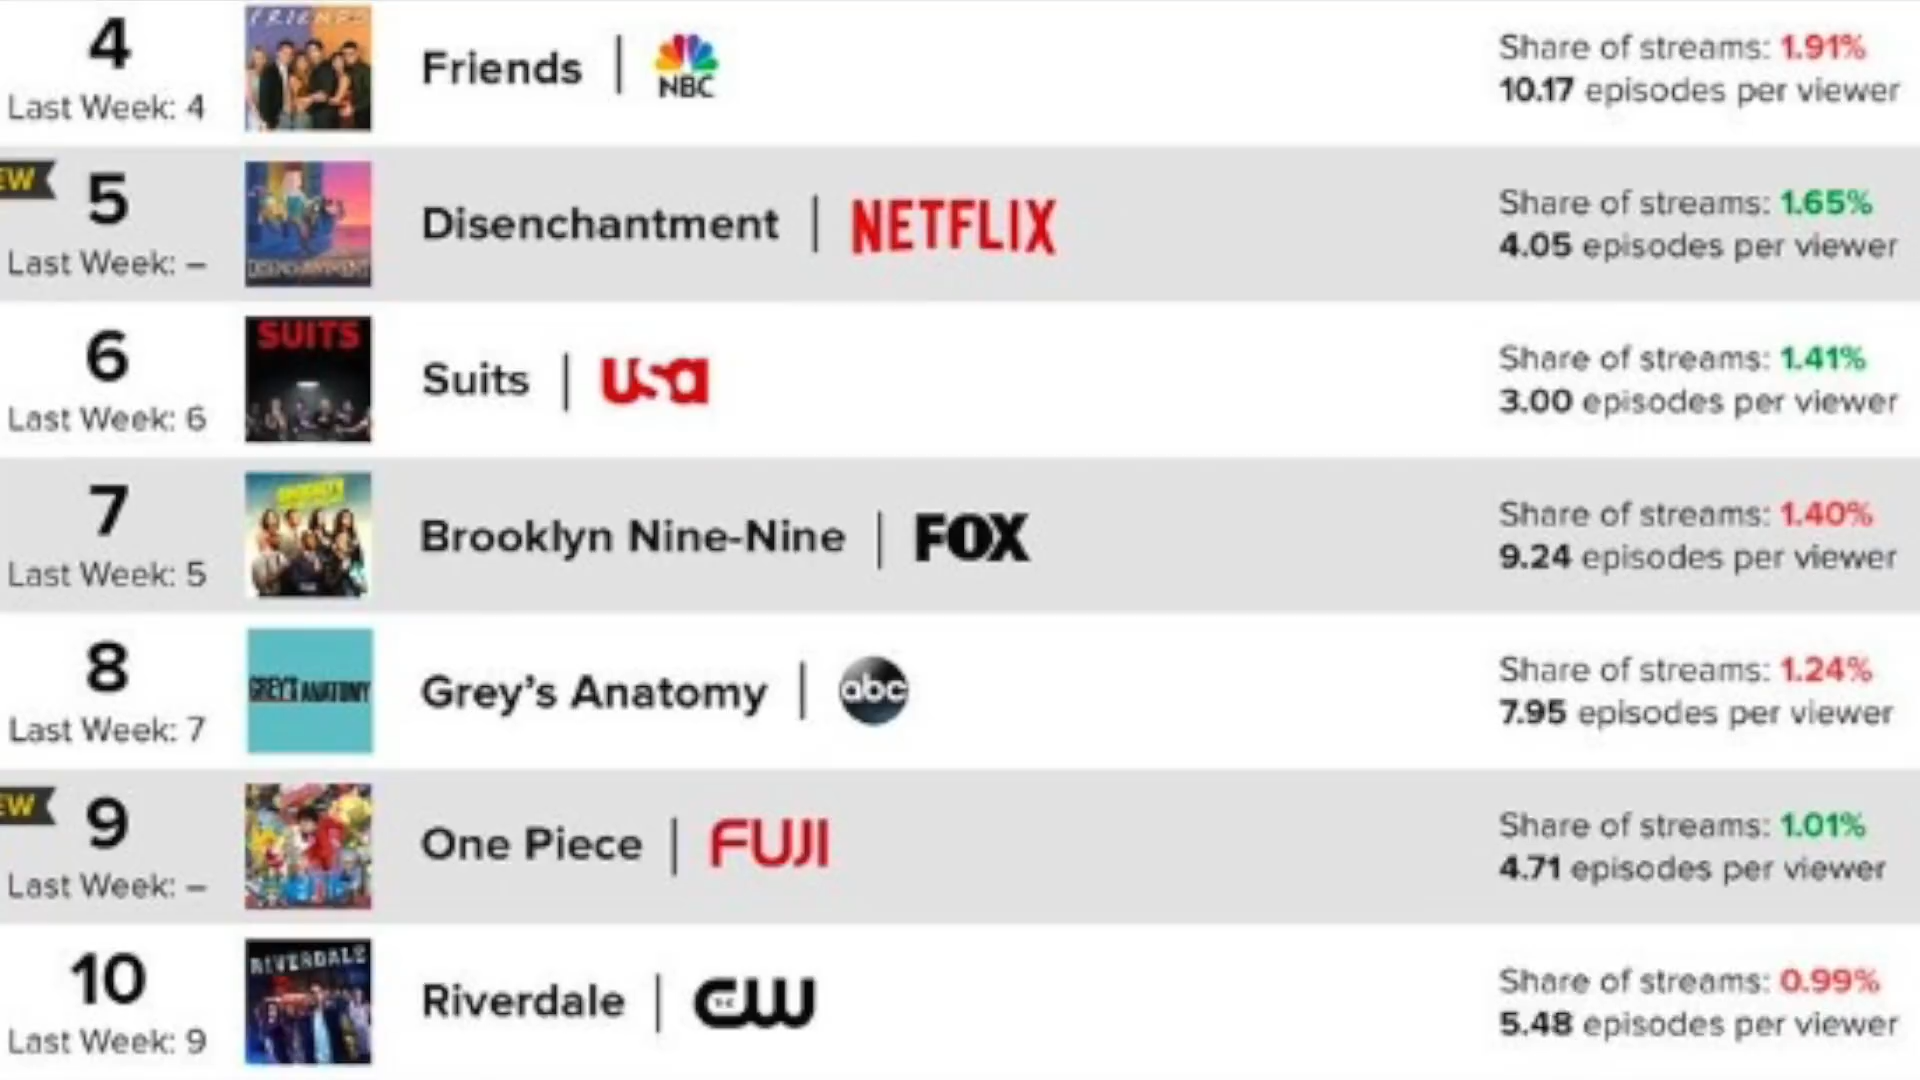 4
Last Week: 4
FRIENDS
Friends | NBC
Share of streams: 1.91%
10.17 episodes per viewer
EW
5
Last Week: –
DISENCHANTMENT
Disenchantment | NETFLIX
Share of streams: 1.65%
4.05 episodes per viewer
6
Last Week: 6
SUITS
Suits | USA
Share of streams: 1.41%
3.00 episodes per viewer
7
Last Week: 5
Brooklyn Nine-Nine | FOX
Share of streams: 1.40%
9.24 episodes per viewer
8
Last Week: 7
GREY'S ANATOMY
Grey’s Anatomy | abc
Share of streams: 1.24%
7.95 episodes per viewer
EW
9
Last Week: –
One Piece | FUJI
Share of streams: 1.01%
4.71 episodes per viewer
10
Last Week: 9
RIVERDALE
Riverdale | THE CW
Share of streams: 0.99%
5.48 episodes per viewer